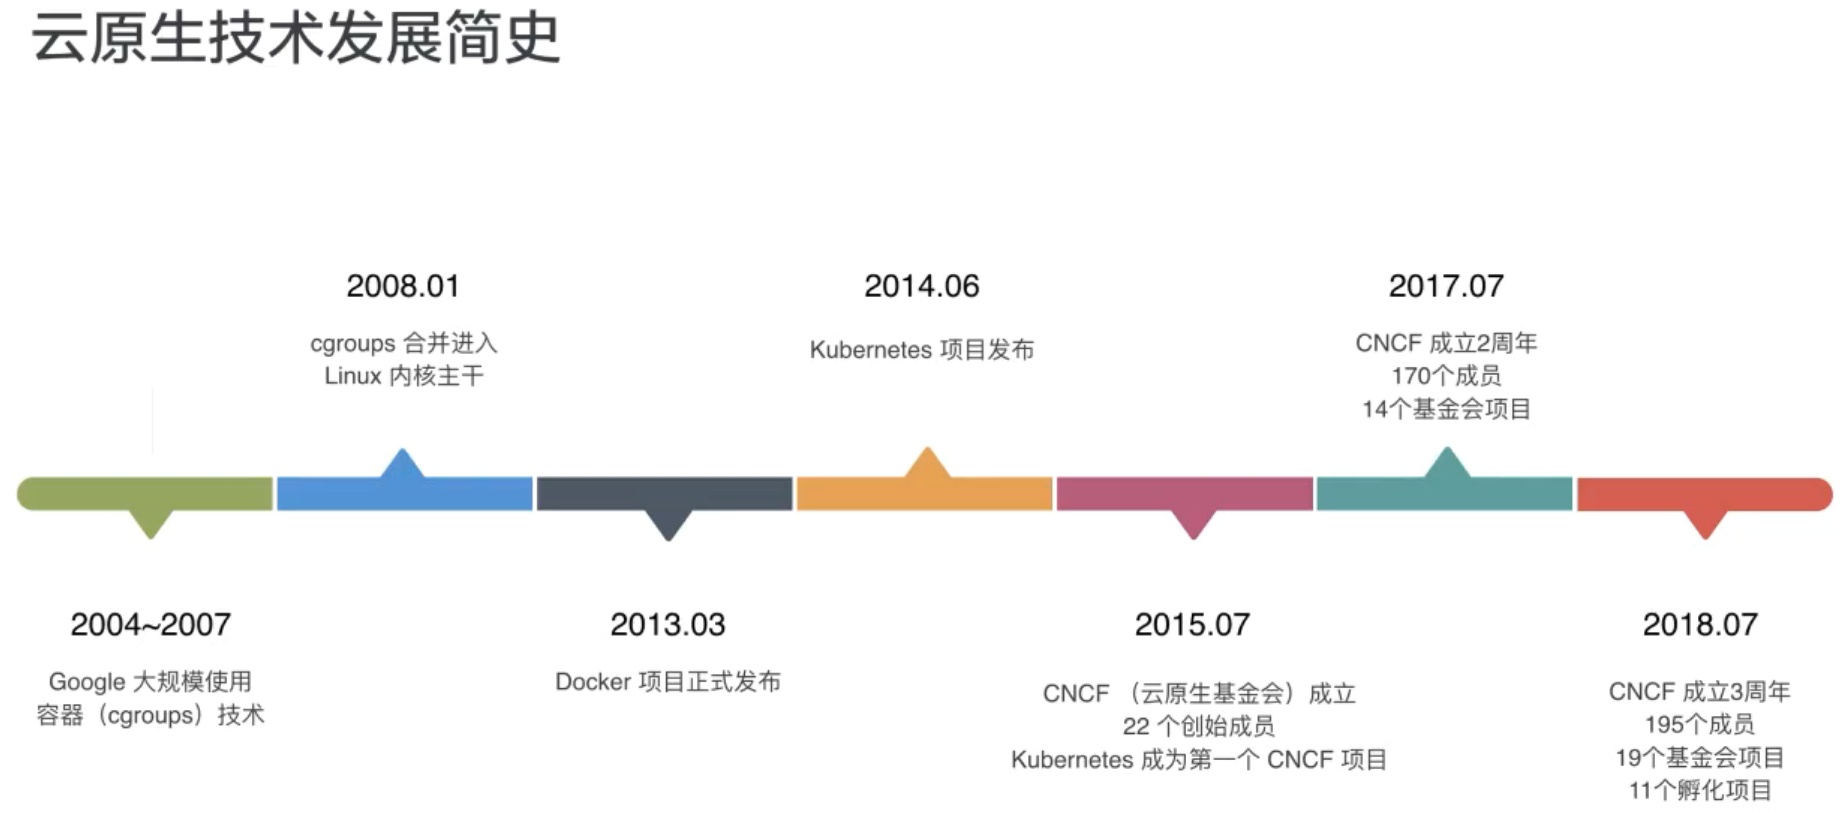 云原生技术发展简史
2004~2007
Google 大规模使用
容器（cgroups）技术
2008.01
cgroups 合并进入
Linux 内核主干
2013.03
Docker 项目正式发布
2014.06
Kubernetes 项目发布
2015.07
CNCF （云原生基金会）成立
22 个创始成员
Kubernetes 成为第一个 CNCF 项目
2017.07
CNCF 成立2周年
170个成员
14个基金会项目
2018.07
CNCF 成立3周年
195个成员
19个基金会项目
11个孵化项目